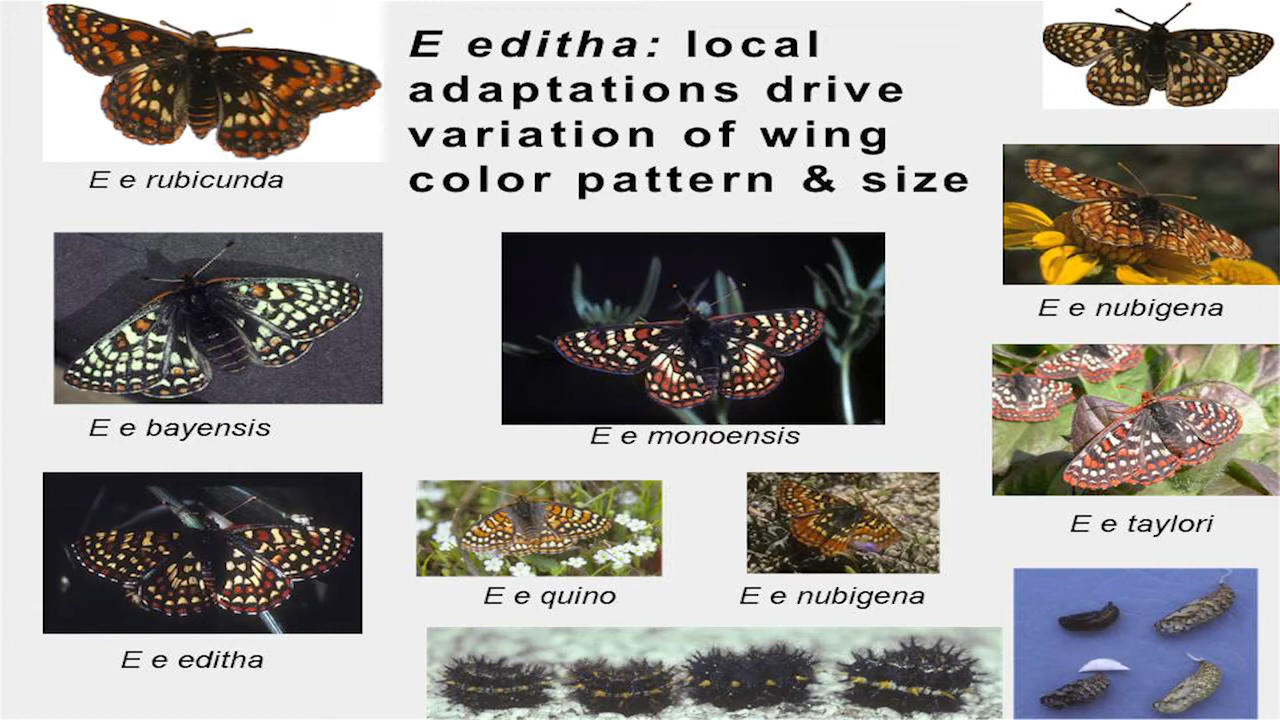 E editha: local
adaptations drive
variation of wing
color pattern & size
E e rubicunda
E e nubigena
E e bayensis
E e monoensis
E e taylori
E e quino
E e nubigena
E e editha